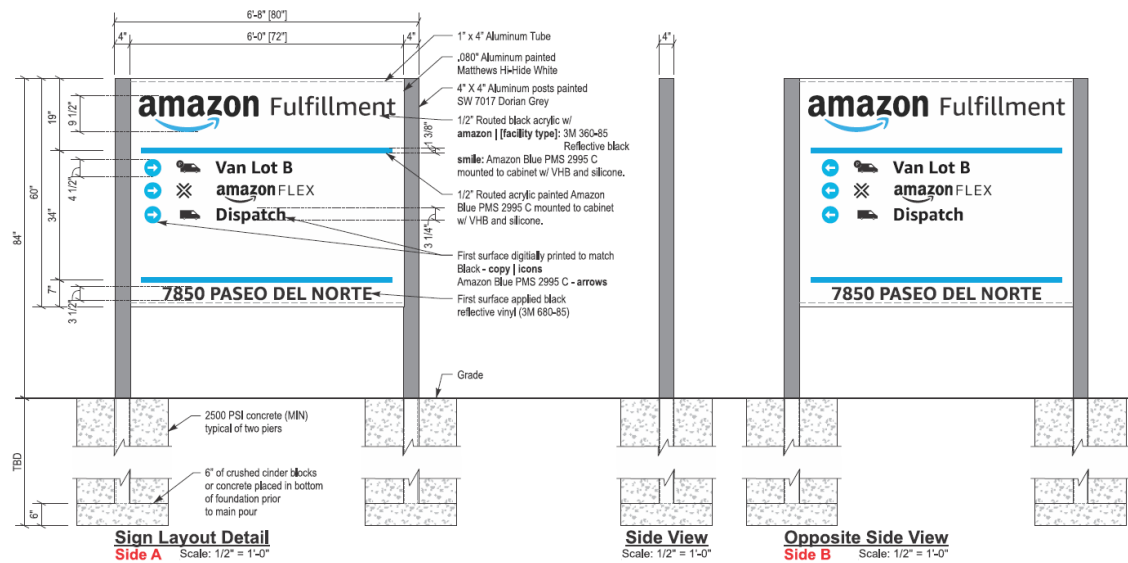 6'-8" [80"]
4"
6'-0" [72"]
4"
4"
84"
60"
19"
9 1/2"
34"
4 1/2"
7"
3 1/2"
TBD
6"
1 3/8"
3 1/4"
amazon Fulfillment
Van Lot B
amazon FLEX
Dispatch
7850 PASEO DEL NORTE
1" x 4" Aluminum Tube
.080" Aluminum painted
Matthews Hi-Hide White
4" X 4" Aluminum posts painted
SW 7017 Dorian Grey
1/2" Routed black acrylic w/
amazon | [facility type]: 3M 360-85
Reflective black
smile: Amazon Blue PMS 2995 C
mounted to cabinet w/ VHB and silicone.
1/2" Routed acrylic painted Amazon
Blue PMS 2995 C mounted to cabinet
w/ VHB and silicone.
First surface digitially printed to match
Black - copy | icons
Amazon Blue PMS 2995 C - arrows
First surface applied black
reflective vinyl (3M 680-85)
Grade
2500 PSI concrete (MIN)
typical of two piers
6" of crushed cinder blocks
or concrete placed in bottom
of foundation prior
to main pour
amazon Fulfillment
Van Lot B
amazon FLEX
Dispatch
7850 PASEO DEL NORTE
Sign Layout Detail
Side A Scale: 1/2" = 1'-0"
Side View
Scale: 1/2" = 1'-0"
Opposite Side View
Side B Scale: 1/2" = 1'-0"